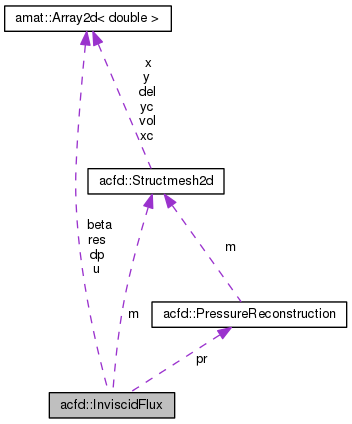 amat::Array2d< double >
x
y
del
yc
vol
xc
acfd::Structmesh2d
beta
res
dp
u
m
m
acfd::PressureReconstruction
pr
acfd::InviscidFlux